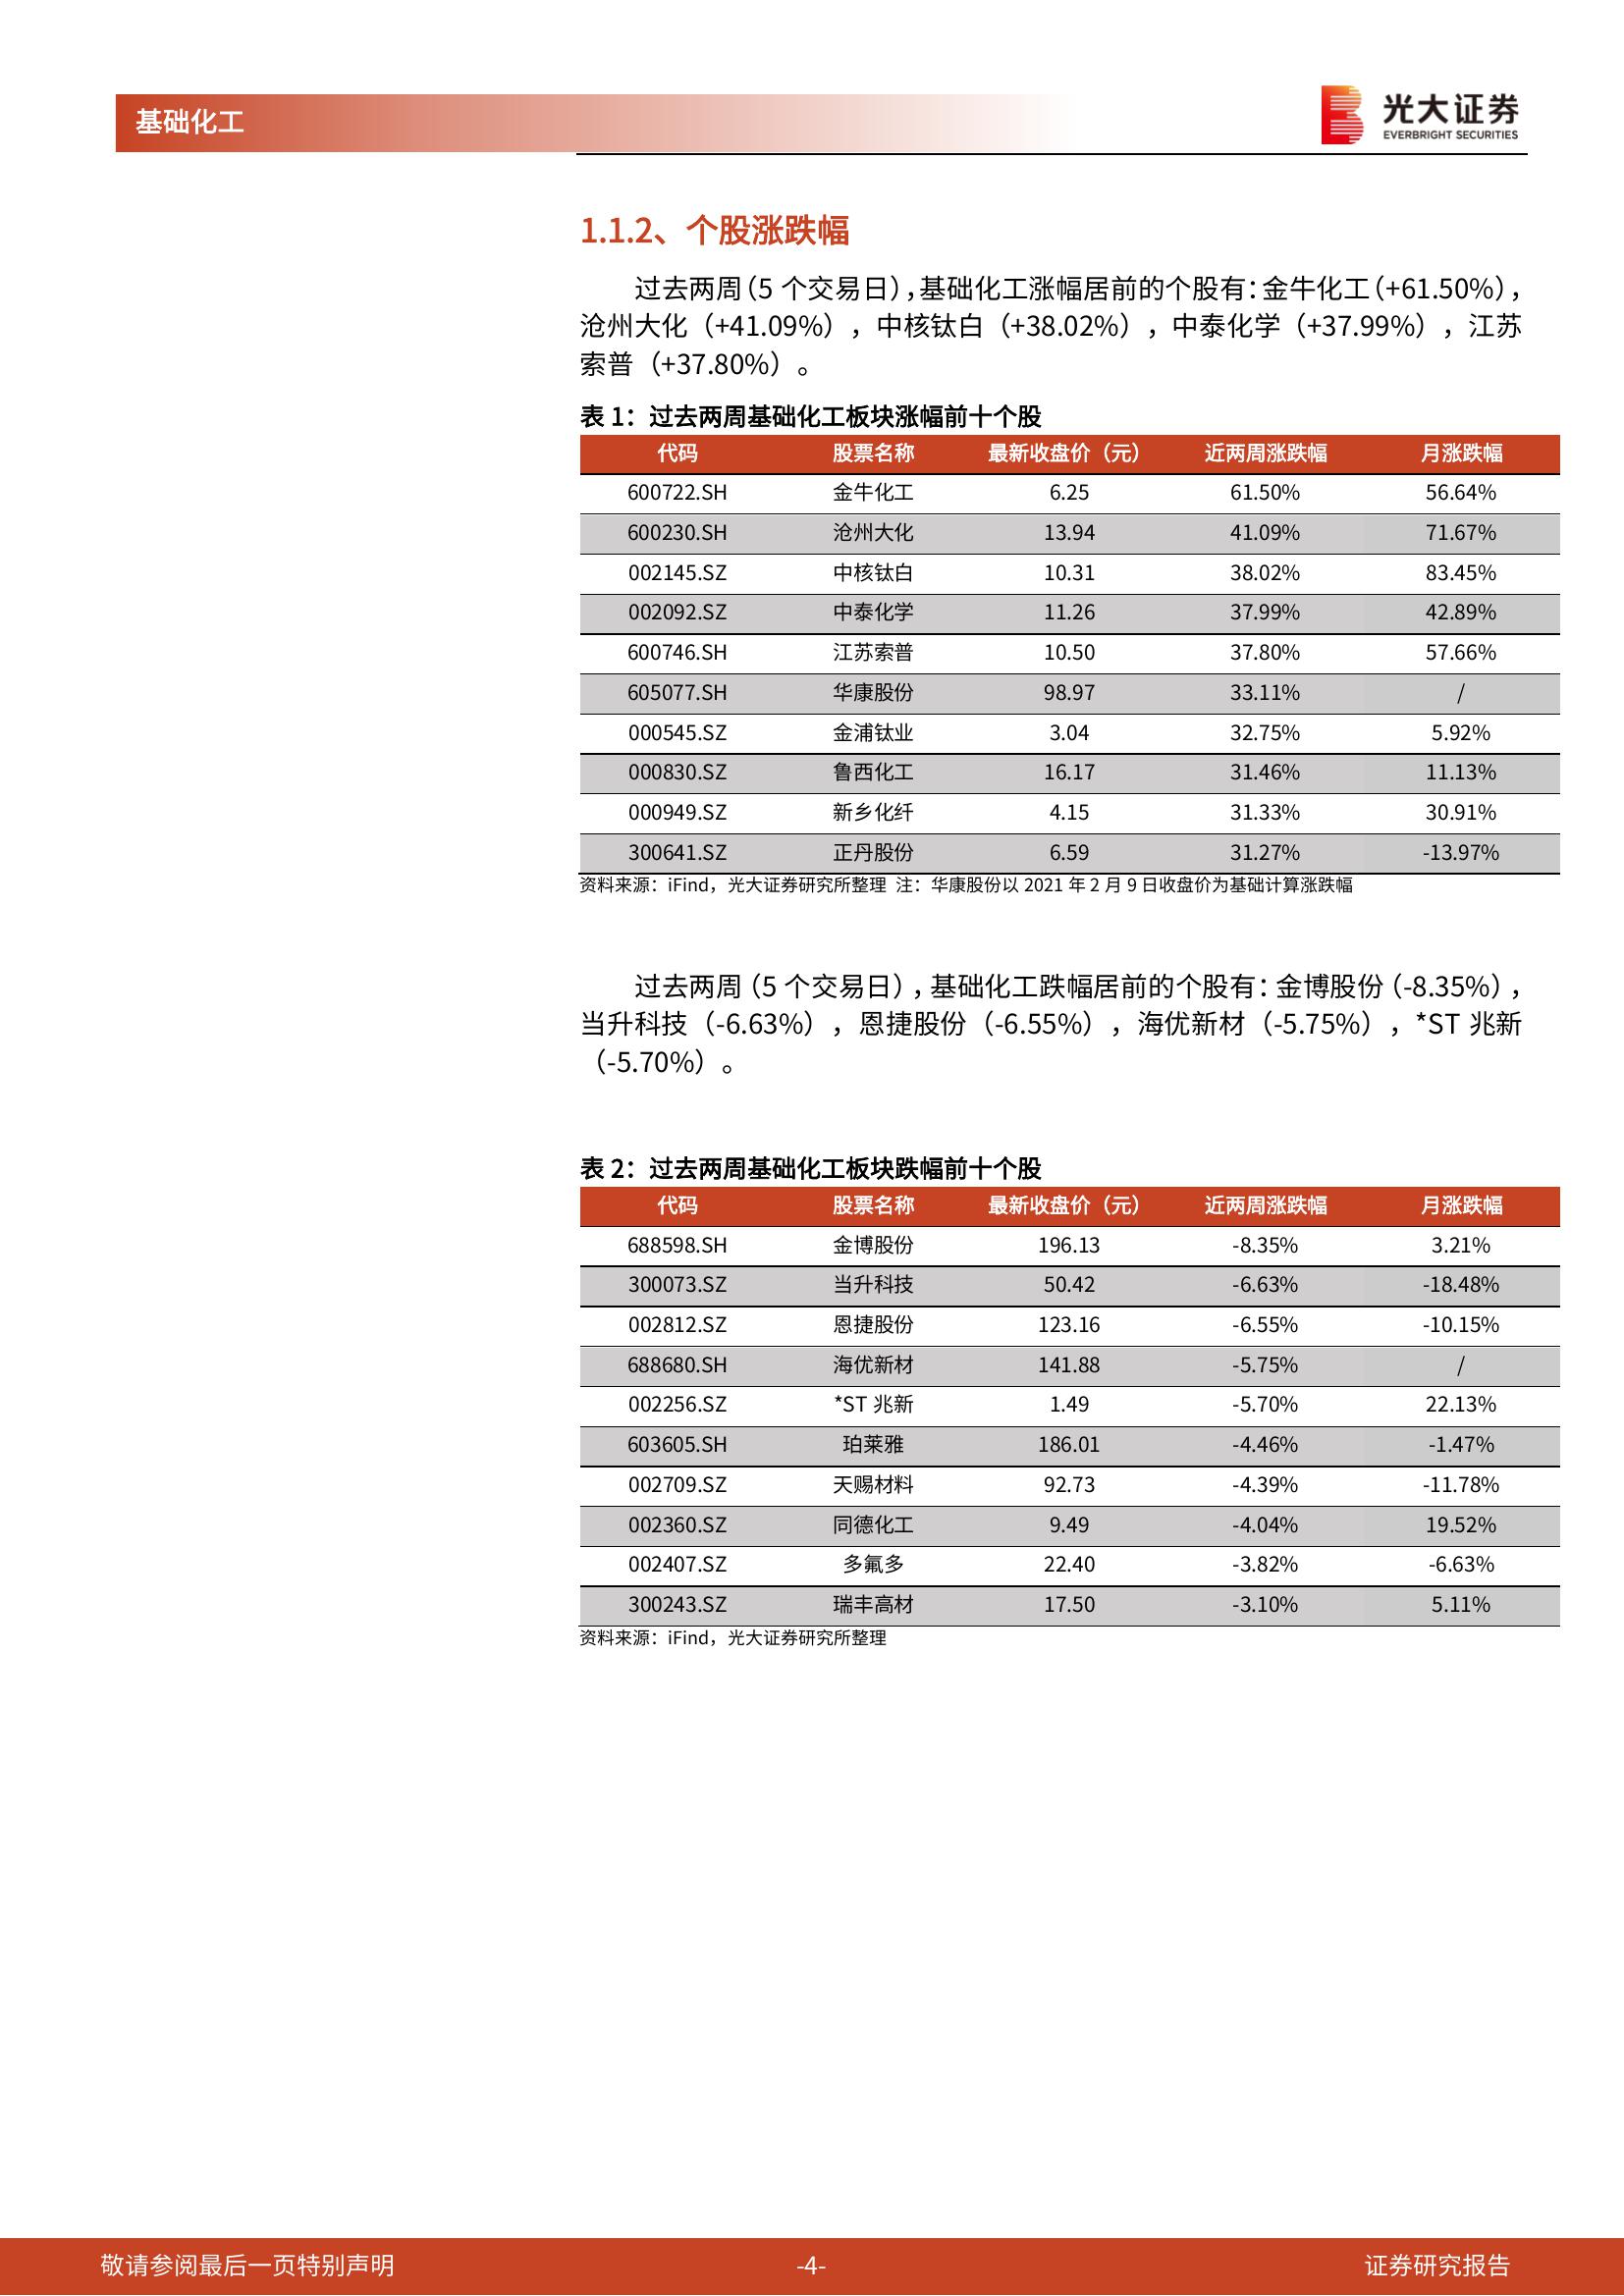 基础化工
光大证券
EVERBRIGHT SECURITIES
1.1.2、个股涨跌幅
过去两周（5 个交易日），基础化工涨幅居前的个股有：金牛化工（+61.50%），
沧州大化（+41.09%），中核钛白（+38.02%），中泰化学（+37.99%），江苏
索普（+37.80%）。
表 1：过去两周基础化工板块涨幅前十个股
代码 股票名称 最新收盘价（元） 近两周涨跌幅 月涨跌幅
600722.SH 金牛化工 6.25 61.50% 56.64%
600230.SH 沧州大化 13.94 41.09% 71.67%
002145.SZ 中核钛白 10.31 38.02% 83.45%
002092.SZ 中泰化学 11.26 37.99% 42.89%
600746.SH 江苏索普 10.50 37.80% 57.66%
605077.SH 华康股份 98.97 33.11% /
000545.SZ 金浦钛业 3.04 32.75% 5.92%
000830.SZ 鲁西化工 16.17 31.46% 11.13%
000949.SZ 新乡化纤 4.15 31.33% 30.91%
300641.SZ 正丹股份 6.59 31.27% -13.97%
资料来源：iFind，光大证券研究所整理 注：华康股份以 2021 年 2 月 9 日收盘价为基础计算涨跌幅
过去两周（5 个交易日），基础化工跌幅居前的个股有：金博股份（-8.35%），
当升科技（-6.63%），恩捷股份（-6.55%），海优新材（-5.75%），*ST 兆新
（-5.70%）。
表 2：过去两周基础化工板块跌幅前十个股
代码 股票名称 最新收盘价（元） 近两周涨跌幅 月涨跌幅
688598.SH 金博股份 196.13 -8.35% 3.21%
300073.SZ 当升科技 50.42 -6.63% -18.48%
002812.SZ 恩捷股份 123.16 -6.55% -10.15%
688680.SH 海优新材 141.88 -5.75% /
002256.SZ *ST 兆新 1.49 -5.70% 22.13%
603605.SH 珀莱雅 186.01 -4.46% -1.47%
002709.SZ 天赐材料 92.73 -4.39% -11.78%
002360.SZ 同德化工 9.49 -4.04% 19.52%
002407.SZ 多氟多 22.40 -3.82% -6.63%
300243.SZ 瑞丰高材 17.50 -3.10% 5.11%
资料来源：iFind，光大证券研究所整理
敬请参阅最后一页特别声明 -4- 证券研究报告